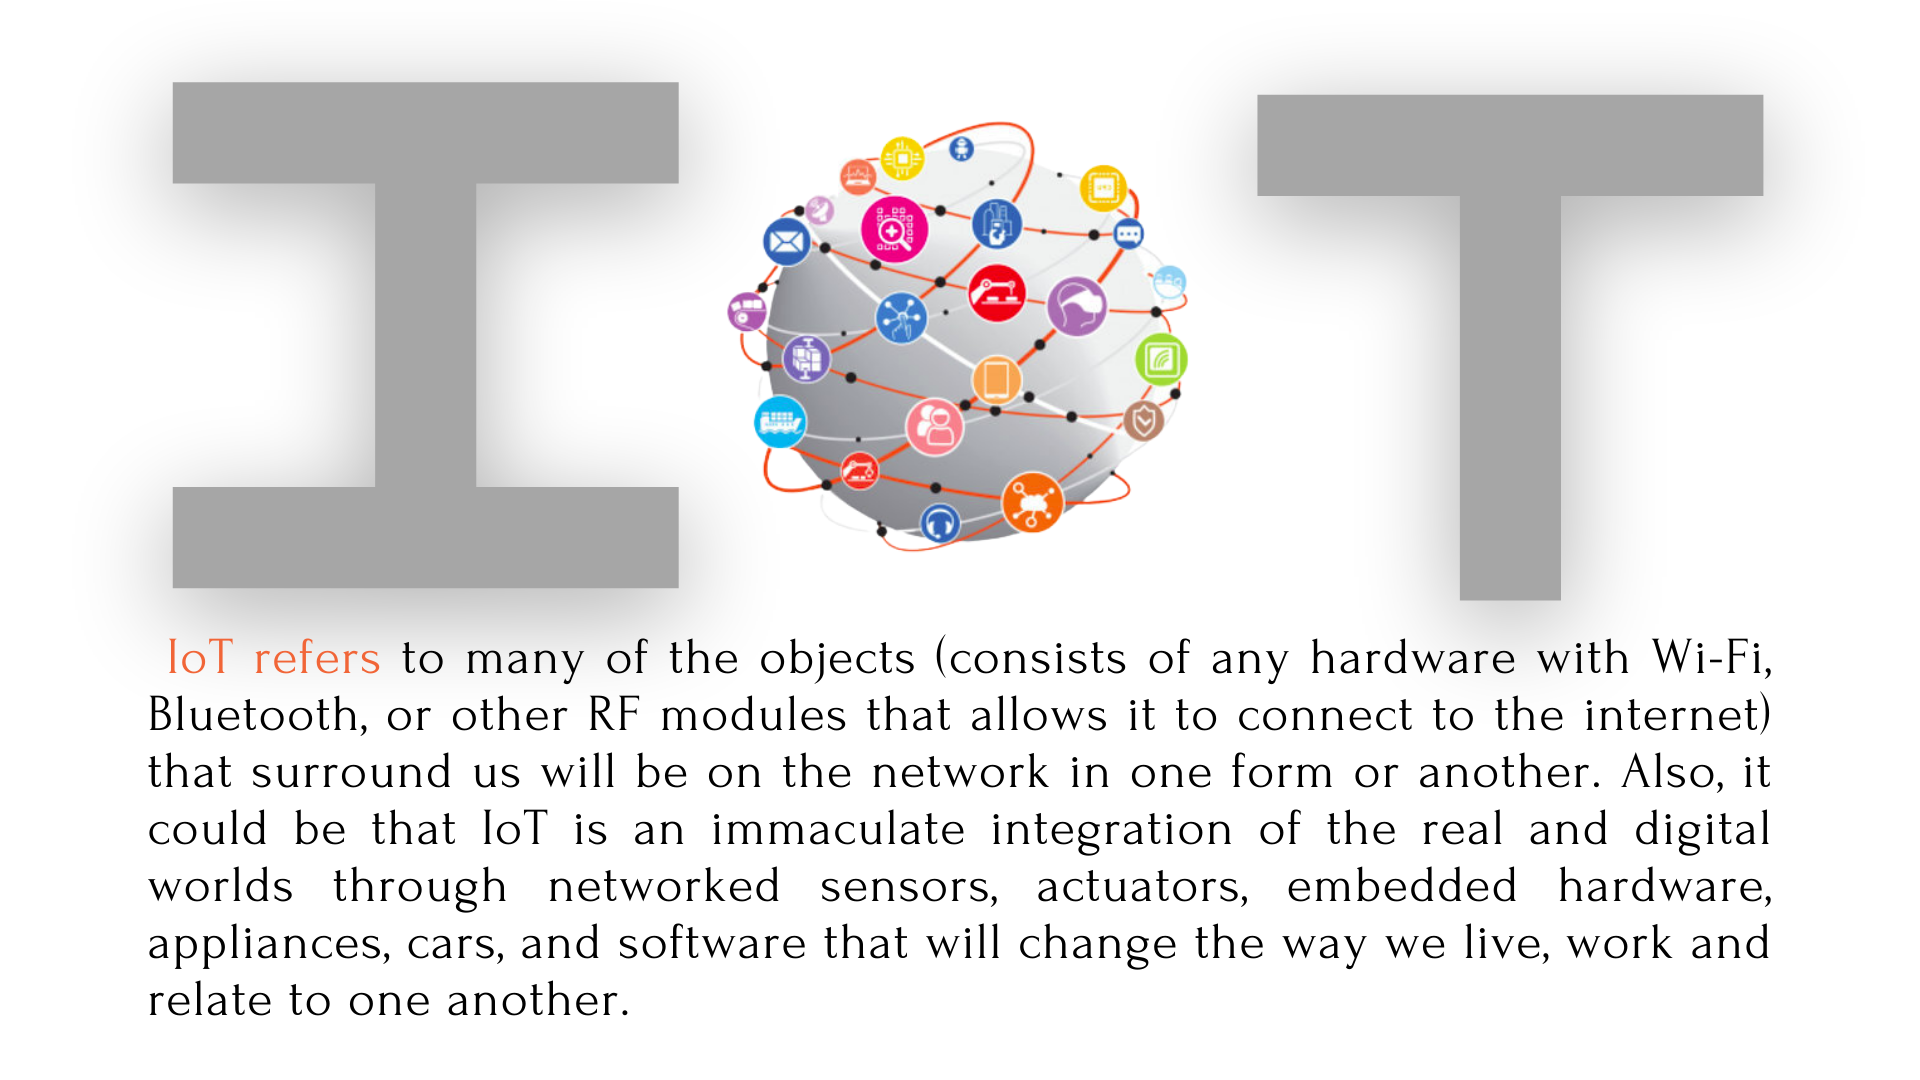 I T
IoT refers to many of the objects (consists of any hardware with Wi-Fi,
Bluetooth, or other RF modules that allows it to connect to the internet)
that surround us will be on the network in one form or another. Also, it
could be that IoT is an immaculate integration of the real and digital
worlds through networked sensors, actuators, embedded hardware,
appliances, cars, and software that will change the way we live, work and
relate to one another.